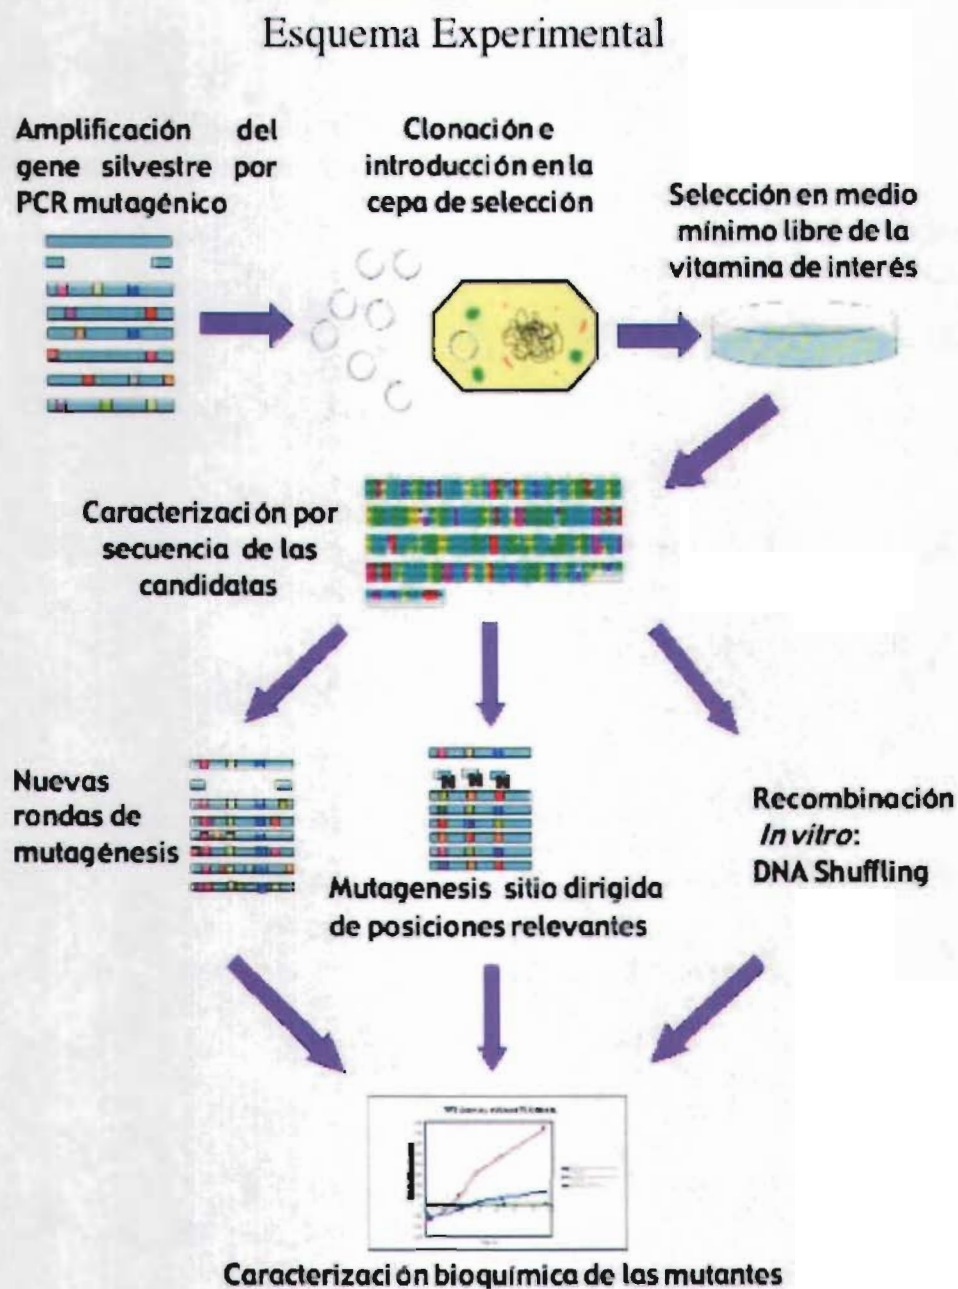 Esquema Experimental
Amplificación del
gene silvestre por
PCR mutagénico
Clonación e
introducción en la
cepa de selección
Selección en medio
mínimo libre de la
vitamina de interés
Caracterización por
secuencia de las
candidatas
Nuevas
rondas de
mutagénesis
N N N
Mutagenesis sitio dirigida
de posiciones relevantes
Recombinación
In vitro:
DNA Shuffling
Caracterización bioquímica de las mutantes